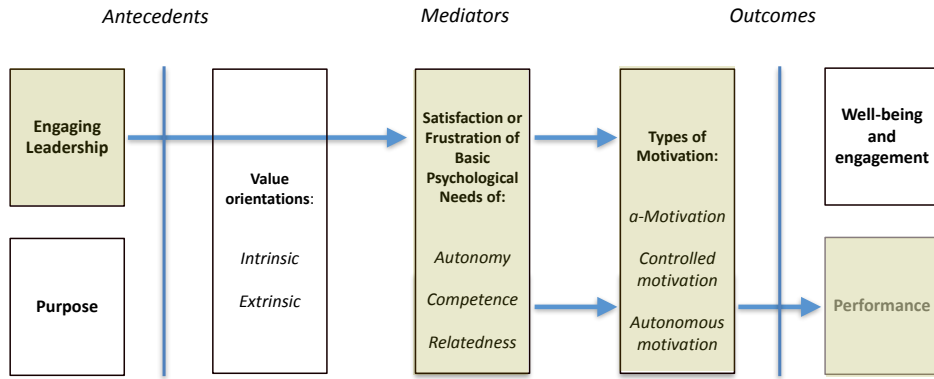 Antecedents
Mediators
Outcomes
Engaging
Leadership
Purpose
Value
orientations:
Intrinsic
Extrinsic
Satisfaction or
Frustration of
Basic
Psychological
Needs of:
Autonomy
Competence
Relatedness
Types of
Motivation:
a-Motivation
Controlled
motivation
Autonomous
motivation
Well-being
and
engagement
Performance